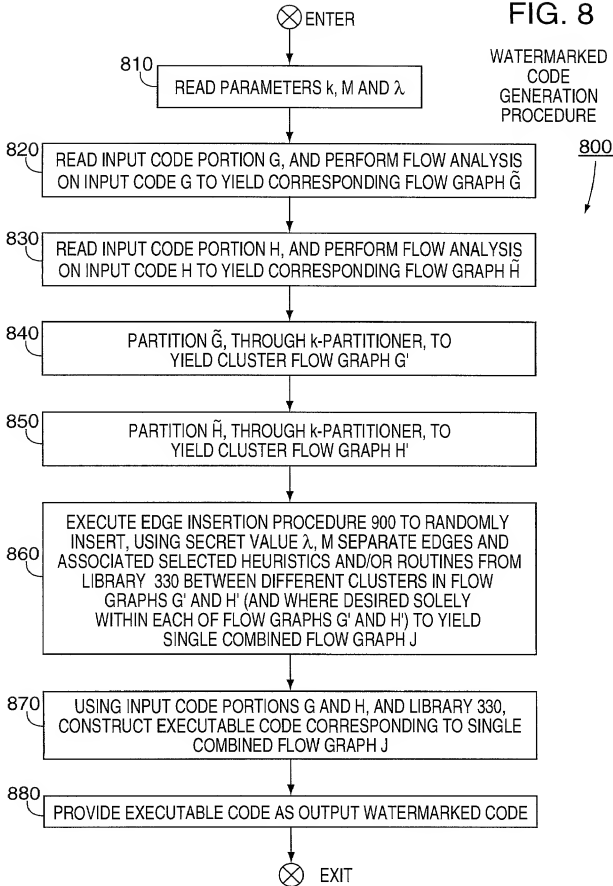 FIG. 8
ENTER
WATERMARKED
CODE
GENERATION
PROCEDURE
800
810
READ PARAMETERS k, M AND λ
820
READ INPUT CODE PORTION G, AND PERFORM FLOW ANALYSIS
ON INPUT CODE G TO YIELD CORRESPONDING FLOW GRAPH G̃
830
READ INPUT CODE PORTION H, AND PERFORM FLOW ANALYSIS
ON INPUT CODE H TO YIELD CORRESPONDING FLOW GRAPH H̃
840
PARTITION G̃, THROUGH k-PARTITIONER, TO
YIELD CLUSTER FLOW GRAPH G'
850
PARTITION H̃, THROUGH k-PARTITIONER, TO
YIELD CLUSTER FLOW GRAPH H'
860
EXECUTE EDGE INSERTION PROCEDURE 900 TO RANDOMLY
INSERT, USING SECRET VALUE λ, M SEPARATE EDGES AND
ASSOCIATED SELECTED HEURISTICS AND/OR ROUTINES FROM
LIBRARY 330 BETWEEN DIFFERENT CLUSTERS IN FLOW
GRAPHS G' AND H' (AND WHERE DESIRED SOLELY
WITHIN EACH OF FLOW GRAPHS G' AND H') TO YIELD
SINGLE COMBINED FLOW GRAPH J
870
USING INPUT CODE PORTIONS G AND H, AND LIBRARY 330,
CONSTRUCT EXECUTABLE CODE CORRESPONDING TO SINGLE
COMBINED FLOW GRAPH J
880
PROVIDE EXECUTABLE CODE AS OUTPUT WATERMARKED CODE
EXIT